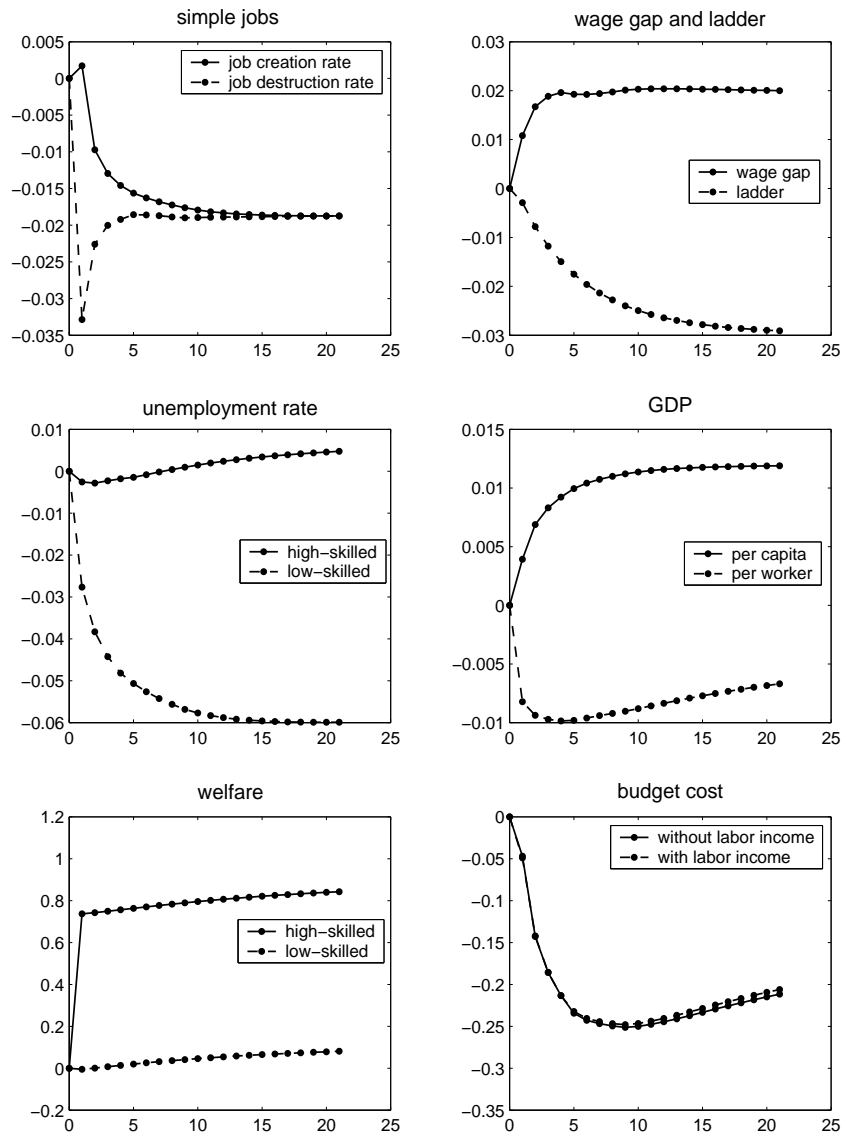 simple jobs
0.005
0
−0.005
−0.01
−0.015
−0.02
−0.025
−0.03
−0.035
0 5 10 15 20 25
job creation rate
job destruction rate
wage gap and ladder
0.03
0.02
0.01
0
−0.01
−0.02
−0.03
0 5 10 15 20 25
wage gap
ladder
unemployment rate
0.01
0
−0.01
−0.02
−0.03
−0.04
−0.05
−0.06
0 5 10 15 20 25
high−skilled
low−skilled
GDP
0.015
0.01
0.005
0
−0.005
−0.01
0 5 10 15 20 25
per capita
per worker
welfare
1.2
1
0.8
0.6
0.4
0.2
0
−0.2
0 5 10 15 20 25
high−skilled
low−skilled
budget cost
0
−0.05
−0.1
−0.15
−0.2
−0.25
−0.3
−0.35
0 5 10 15 20 25
without labor income
with labor income